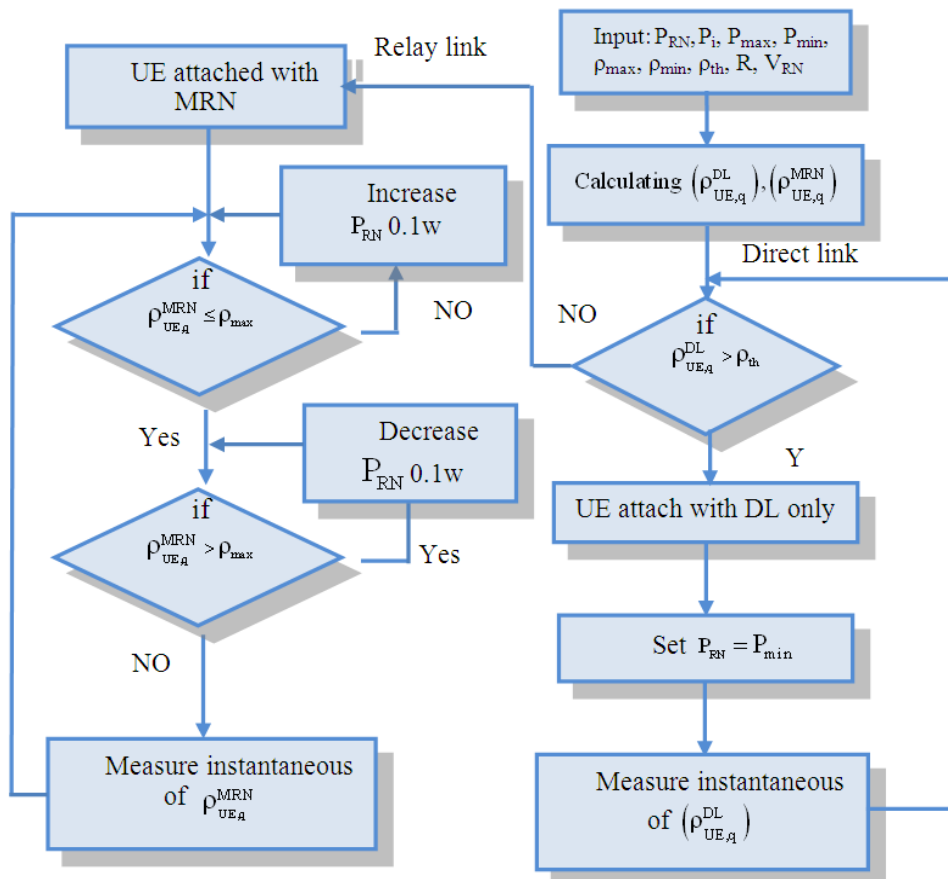 Input: P_RN, P_i, P_max, P_min,
ρ_max, ρ_min, ρ_th, R, V_RN
Calculating (ρ^DL_UE,q),(ρ^MRN_UE,q)
Direct link
if
ρ^DL_UE,q > ρ_th
NO
Y
UE attach with DL only
Set P_RN = P_min
Measure instantaneous
of (ρ^DL_UE,q)
Relay link
UE attached with
MRN
Increase
P_RN 0.1w
if
ρ^MRN_UE,q ≤ ρ_max
NO
Yes
Decrease
P_RN 0.1w
if
ρ^MRN_UE,q > ρ_max
Yes
NO
Measure instantaneous
of ρ^MRN_UE,q